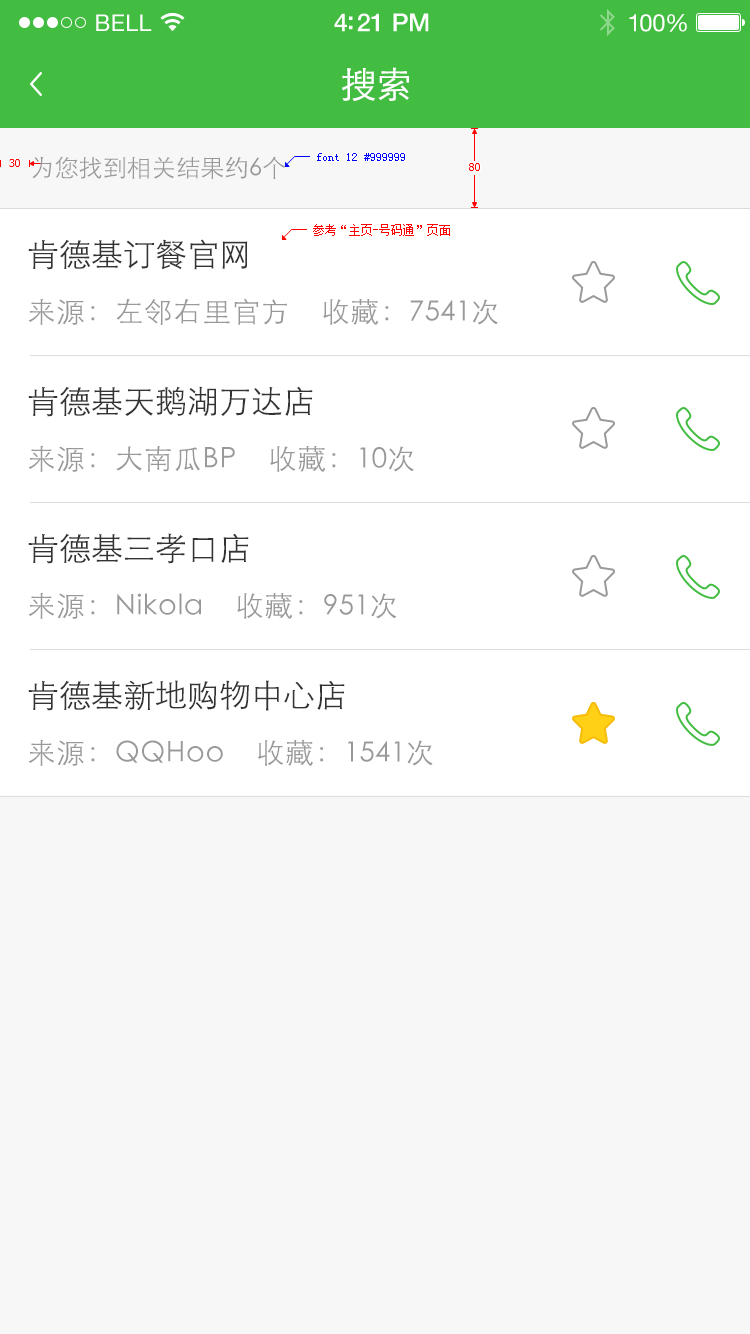 BELL 4:21 PM 100%
搜索
30 为您找到相关结果约6个 font 12 #999999 80
参考“主页-号码通”页面
肯德基订餐官网
来源：左邻右里官方 收藏：7541次
肯德基天鹅湖万达店
来源：大南瓜BP 收藏：10次
肯德基三孝口店
来源：Nikola 收藏：951次
肯德基新地购物中心店
来源：QQHoo 收藏：1541次